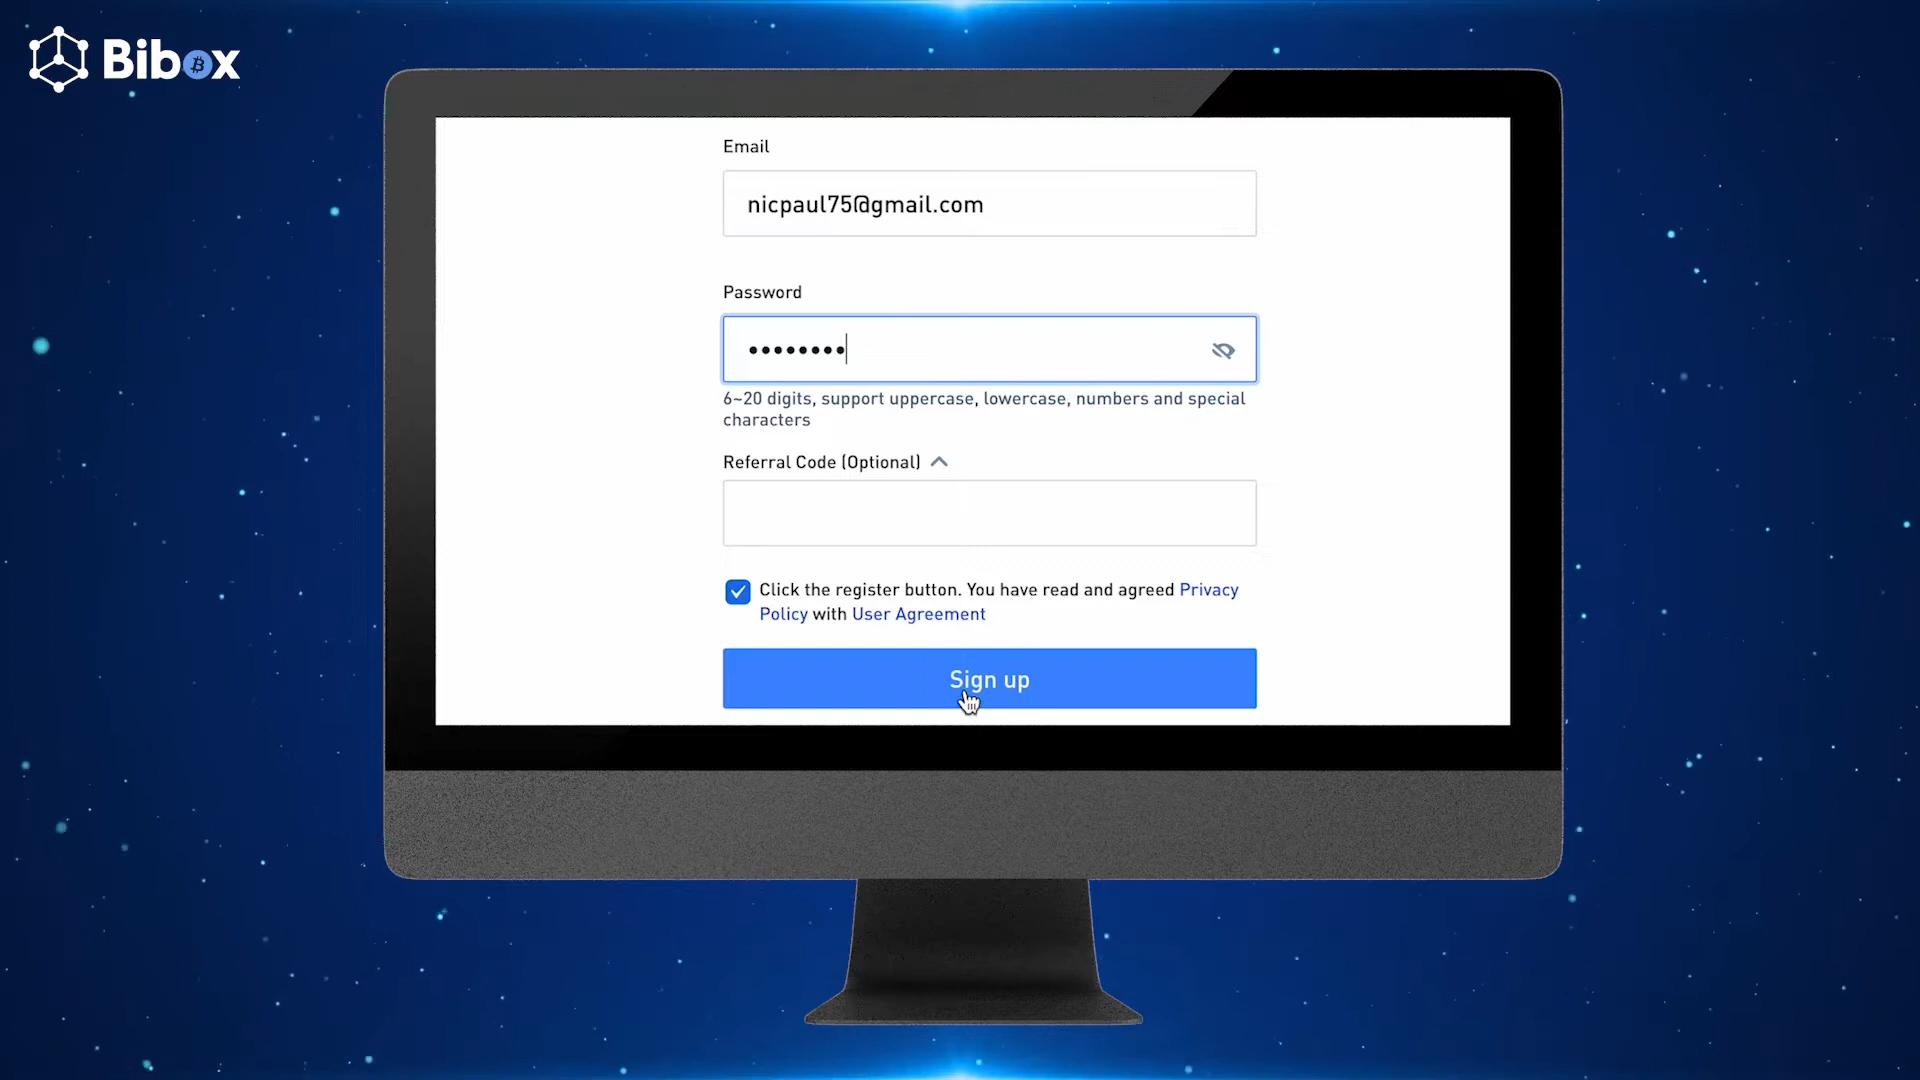 Bibox
Email
nicpaul75@gmail.com
Password
••••••••
6~20 digits, support uppercase, lowercase, numbers and special
characters
Referral Code (Optional)
Click the register button. You have read and agreed Privacy
Policy with User Agreement
Sign up